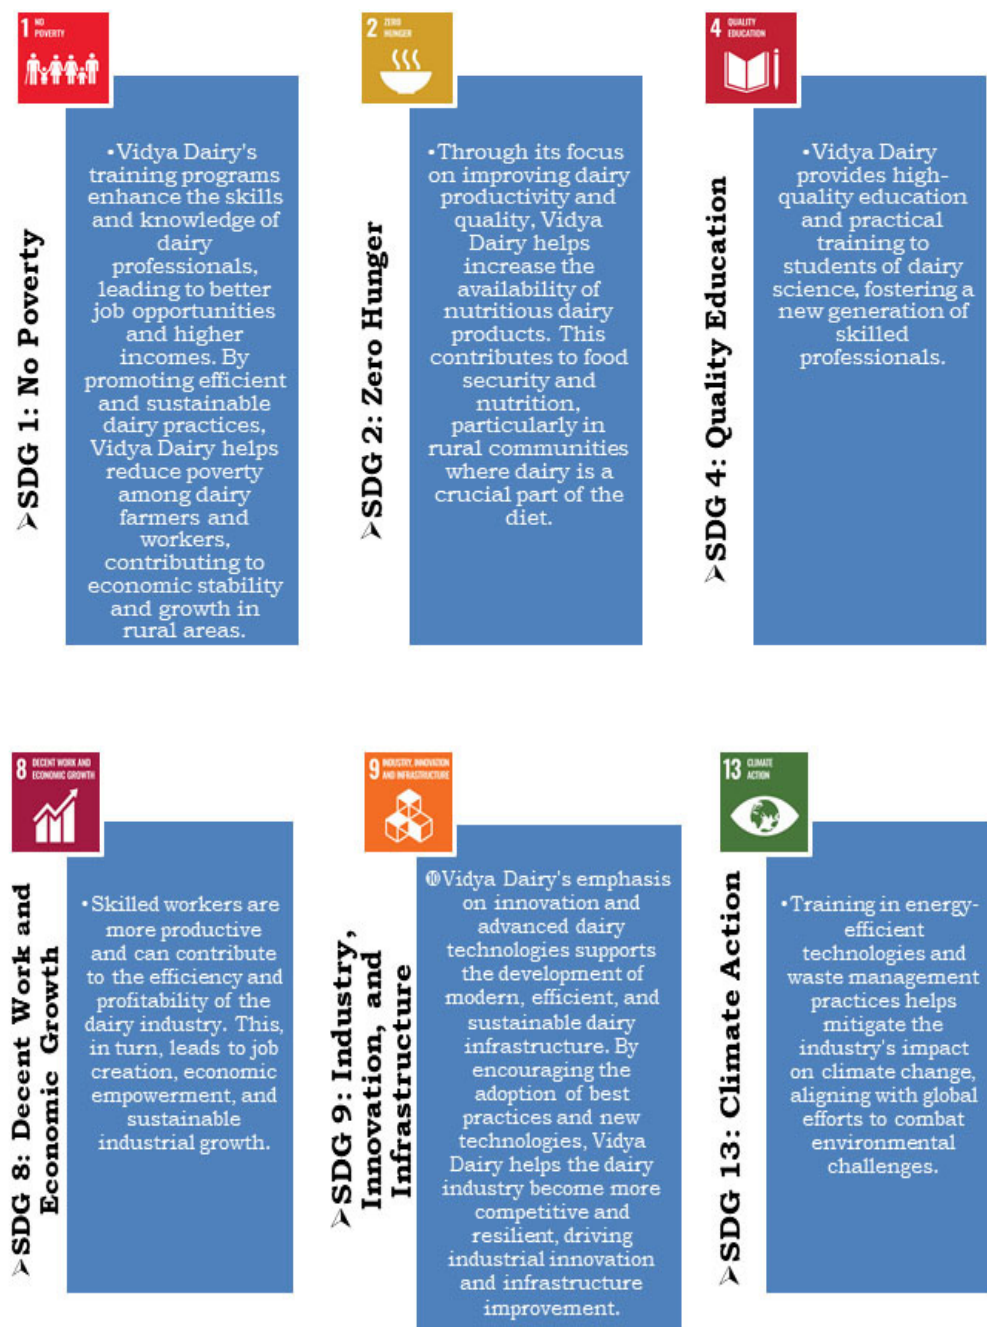 1 NO
POVERTY
➢SDG 1: No Poverty
•Vidya Dairy's
training programs
enhance the skills
and knowledge of
dairy
professionals,
leading to better
job opportunities
and higher
incomes. By
promoting efficient
and sustainable
dairy practices,
Vidya Dairy helps
reduce poverty
among dairy
farmers and
workers,
contributing to
economic stability
and growth in
rural areas.
2 ZERO
HUNGER
➢SDG 2: Zero Hunger
•Through its focus
on improving dairy
productivity and
quality, Vidya
Dairy helps
increase the
availability of
nutritious dairy
products. This
contributes to food
security and
nutrition,
particularly in
rural communities
where dairy is a
crucial part of the
diet.
4 QUALITY
EDUCATION
➢SDG 4: Quality Education
•Vidya Dairy
provides high-
quality education
and practical
training to
students of dairy
science, fostering a
new generation of
skilled
professionals.
8 DECENT WORK AND
ECONOMIC GROWTH
➢SDG 8: Decent Work and
Economic Growth
•Skilled workers are
more productive
and can contribute
to the efficiency and
profitability of the
dairy industry. This,
in turn, leads to job
creation, economic
empowerment, and
sustainable
industrial growth.
9 INDUSTRY, INNOVATION
AND INFRASTRUCTURE
➢SDG 9: Industry,
Innovation, and
Infrastructure
❿Vidya Dairy's emphasis
on innovation and
advanced dairy
technologies supports
the development of
modern, efficient, and
sustainable dairy
infrastructure. By
encouraging the
adoption of best
practices and new
technologies, Vidya
Dairy helps the dairy
industry become more
competitive and
resilient, driving
industrial innovation
and infrastructure
improvement.
13 CLIMATE
ACTION
➢SDG 13: Climate Action
•Training in energy-
efficient
technologies and
waste management
practices helps
mitigate the
industry's impact
on climate change,
aligning with global
efforts to combat
environmental
challenges.